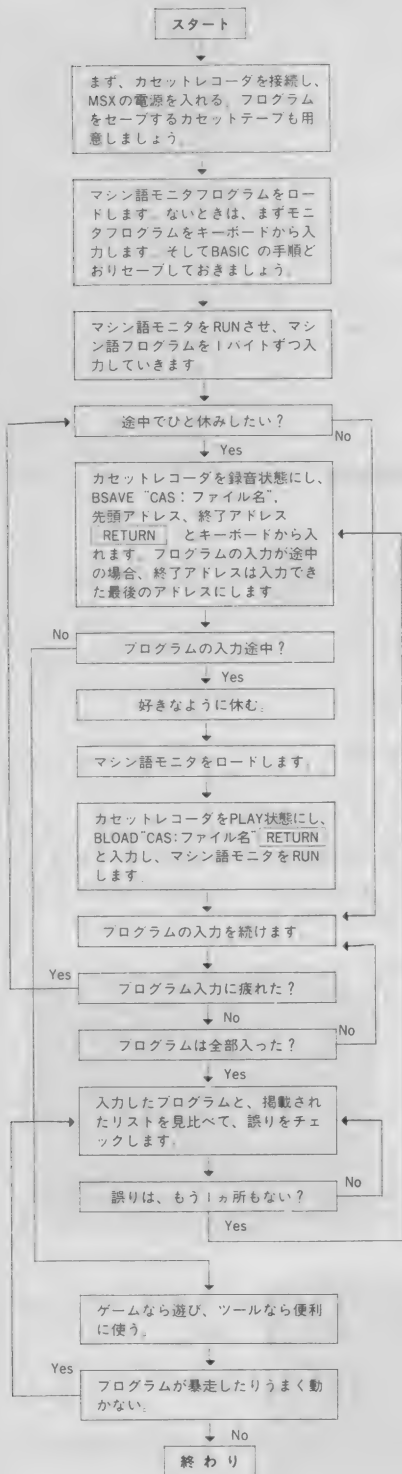 スタート
まず、カセットレコーダを接続し、
MSXの電源を入れる。プログラム
をセーブするカセットテープも用
意しましょう。
マシン語モニタプログラムをロー
ドします。ないときは、まずモニ
タプログラムをキーボードから入
力します。そしてBASIC の手順ど
おりセーブしておきましょう。
マシン語モニタをRUNさせ、マシ
ン語プログラムを1バイトずつ入
力していきます
途中でひと休みしたい?
No
Yes
カセットレコーダを録音状態にし、
BSAVE "CAS:ファイル名",
先頭アドレス、終了アドレス
RETURN とキーボードから入
れます。プログラムの入力が途中
の場合、終了アドレスは入力でき
た最後のアドレスにします
No
プログラムの入力途中?
Yes
好きなように休む。
マシン語モニタをロードします。
カセットレコーダをPLAY状態にし、
BLOAD"CAS:ファイル名" RETURN
と入力し、マシン語モニタをRUN
します
プログラムの入力を続けます
Yes
プログラム入力に疲れた?
No
プログラムは全部入った?
No
Yes
入力したプログラムと、掲載され
たリストを見比べて、誤りをチェ
ックします。
誤りは、もう1ヵ所もない?
No
Yes
ゲームなら遊び、ツールなら便利
に使う。
Yes
プログラムが暴走したりうまく動
かない。
No
終わり